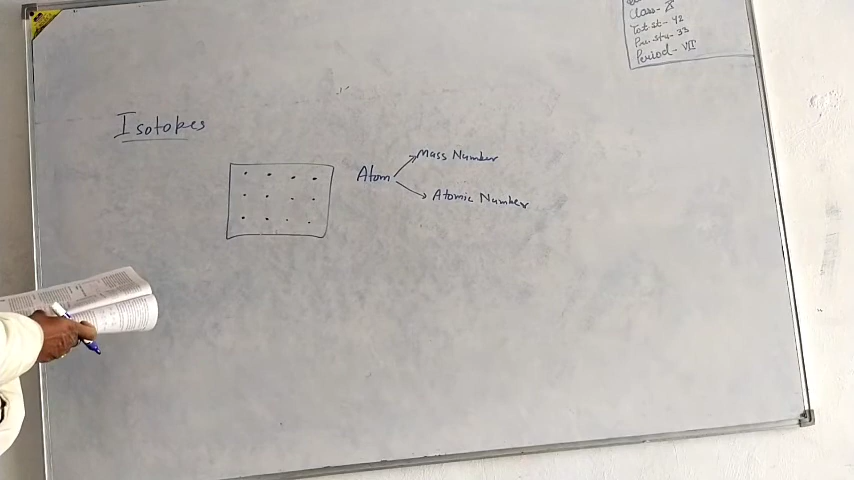 Class- X
Tot. st- 42
Pre. stu- 33
Period- VII
Isotopes
Atom
Mass Number
Atomic Number